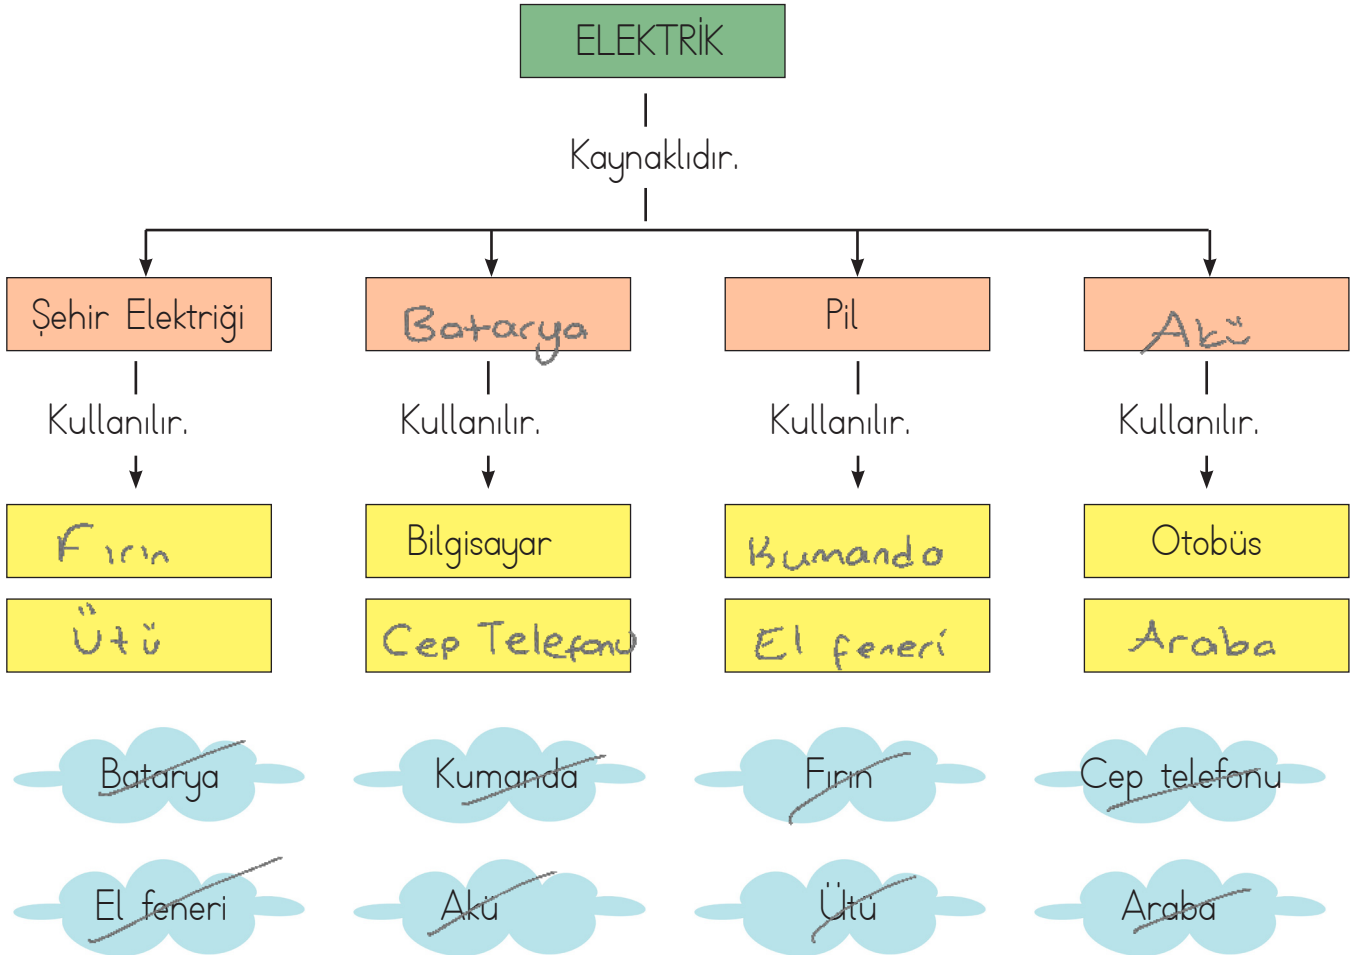 ELEKTRİK
Kaynaklıdır.
Şehir Elektriği Batarya Pil Akü
Kullanılır. Kullanılır. Kullanılır. Kullanılır.
Fırın Bilgisayar Kumanda Otobüs
Ütü Cep Telefonu El feneri Araba
Batarya Kumanda Fırın Cep telefonu
El feneri Akü Ütü Araba